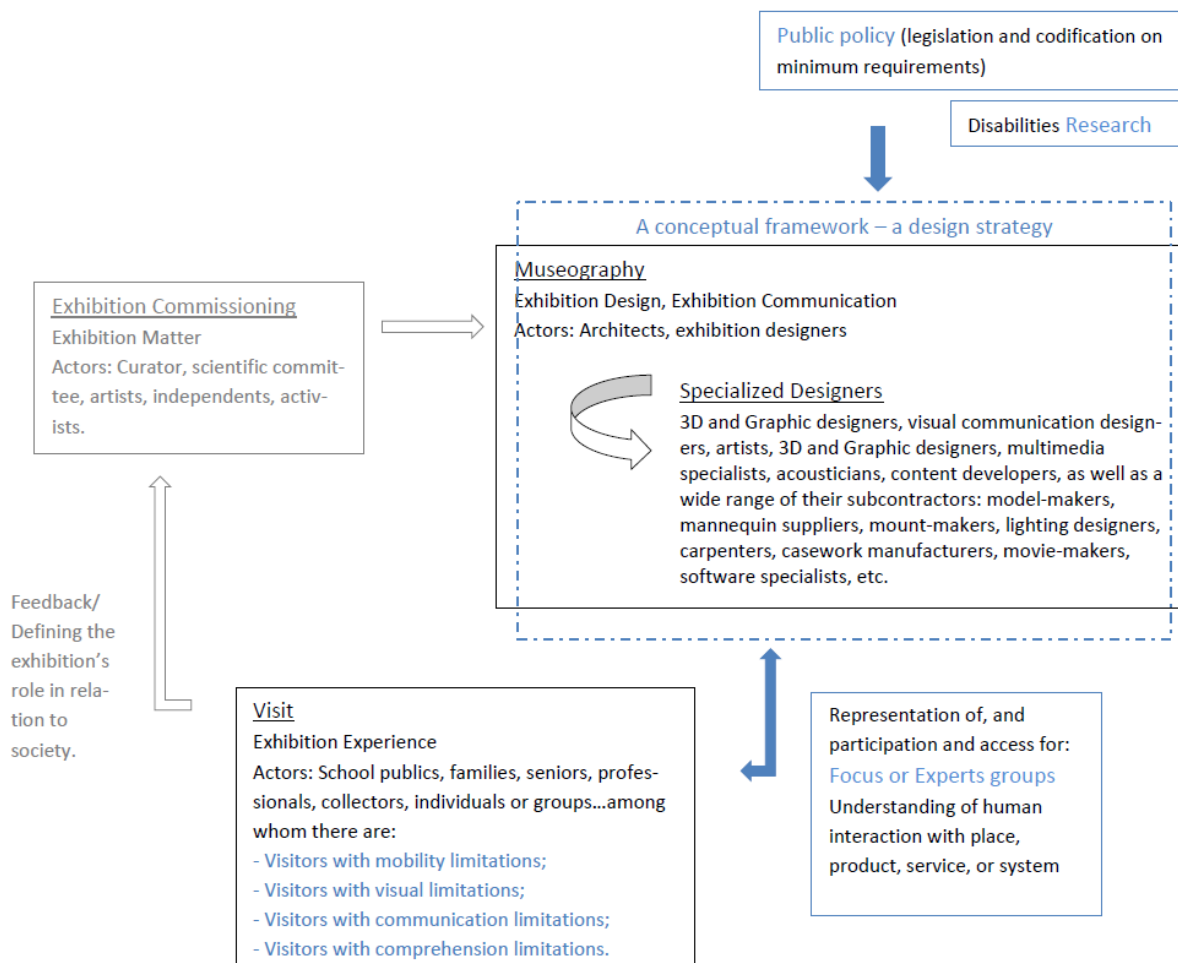 Public policy (legislation and codification on
minimum requirements)
Disabilities Research
A conceptual framework – a design strategy
Museography
Exhibition Design, Exhibition Communication
Actors: Architects, exhibition designers
Specialized Designers
3D and Graphic designers, visual communication design-
ers, artists, 3D and Graphic designers, multimedia
specialists, acousticians, content developers, as well as a
wide range of their subcontractors: model-makers,
mannequin suppliers, mount-makers, lighting designers,
carpenters, casework manufacturers, movie-makers,
software specialists, etc.
Exhibition Commissioning
Exhibition Matter
Actors: Curator, scientific commit-
tee, artists, independents, activ-
ists.
Feedback/
Defining the
exhibition’s
role in rela-
tion to
society.
Visit
Exhibition Experience
Actors: School publics, families, seniors, profes-
sionals, collectors, individuals or groups...among
whom there are:
- Visitors with mobility limitations;
- Visitors with visual limitations;
- Visitors with communication limitations;
- Visitors with comprehension limitations.
Representation of, and
participation and access for:
Focus or Experts groups
Understanding of human
interaction with place,
product, service, or system